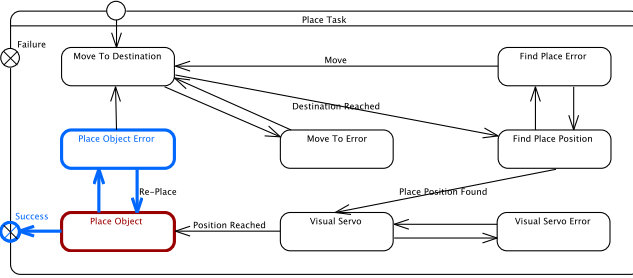 Place Task
Failure
Move To Destination
Find Place Error
Move
Destination Reached
Place Object Error
Move To Error
Find Place Position
Re-Place
Place Position Found
Success
Place Object
Position Reached
Visual Servo
Visual Servo Error